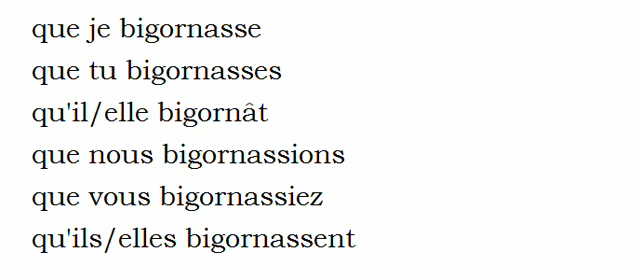 que je bigornasse
que tu bigornasses
qu'il/elle bigornât
que nous bigornassions
que vous bigornassiez
qu'ils/elles bigornassent